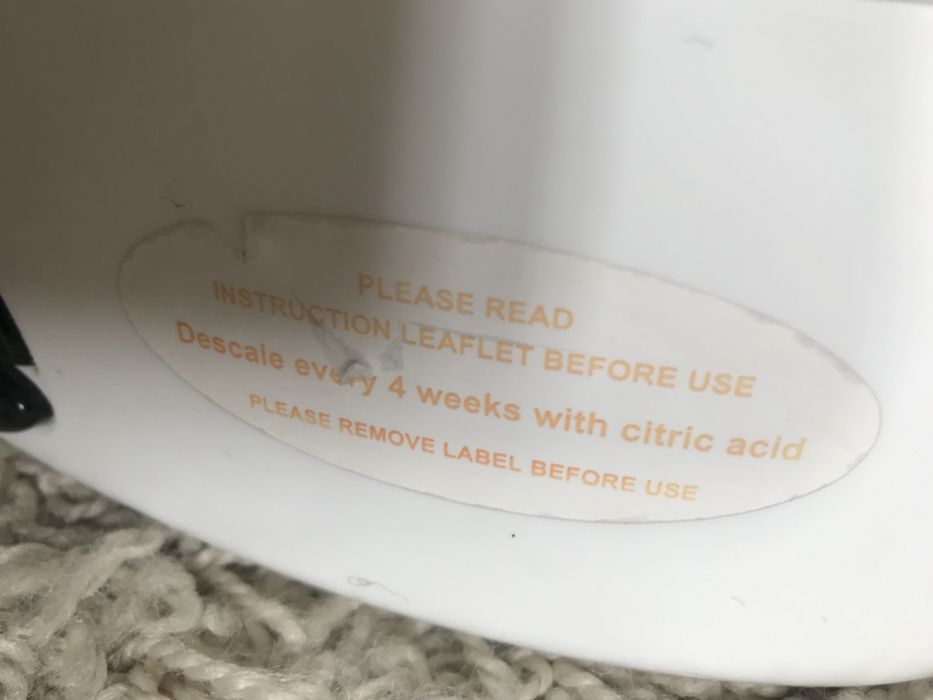 PLEASE READ
INSTRUCTION LEAFLET BEFORE USE
Descale every 4 weeks with citric acid
PLEASE REMOVE LABEL BEFORE USE